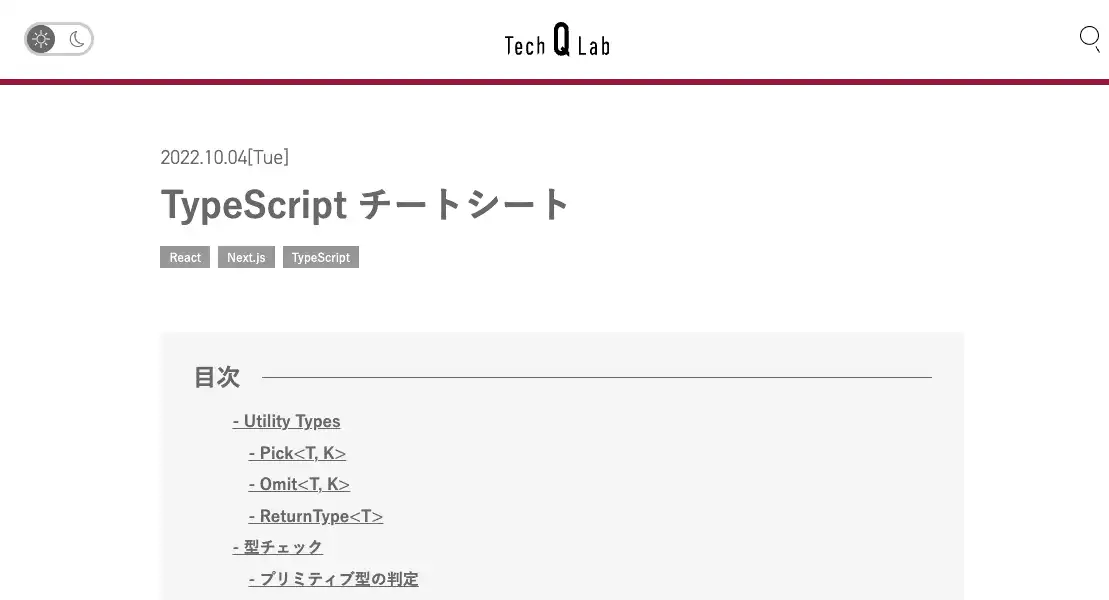 Tech Q Lab
2022.10.04[Tue]
TypeScript チートシート
React Next.js TypeScript
目次
- Utility Types
- Pick<T, K>
- Omit<T, K>
- ReturnType<T>
- 型チェック
- プリミティブ型の判定